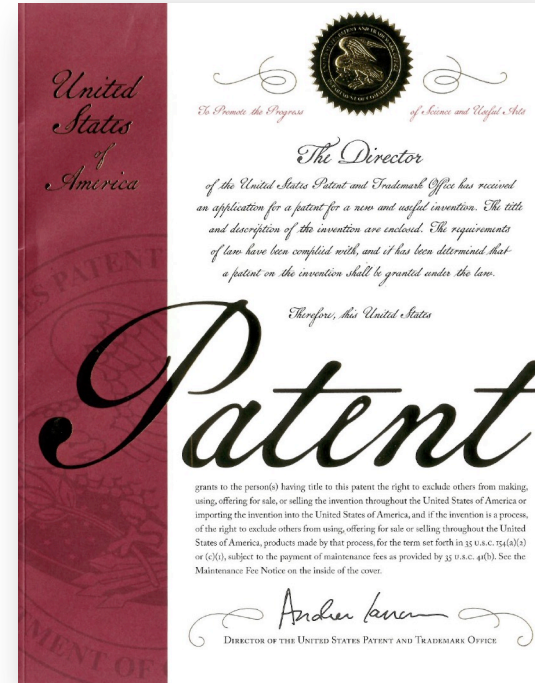 United
States
of
America
To Promote the Progress
of Science and Useful Arts
The Director
of the United States Patent and Trademark Office has received
an application for a patent for a new and useful invention. The title
and description of the invention are enclosed. The requirements
of law have been complied with, and it has been determined that
a patent on the invention shall be granted under the law.
Therefore, this United States
Patent
grants to the person(s) having title to this patent the right to exclude others from making,
using, offering for sale, or selling the invention throughout the United States of America or
importing the invention into the United States of America, and if the invention is a process,
of the right to exclude others from using, offering for sale or selling throughout the United
States of America, products made by that process, for the term set forth in 35 U.S.C. 154(a)(2)
or (c)(1), subject to the payment of maintenance fees as provided by 35 U.S.C. 41(b). See the
Maintenance Fee Notice on the inside of the cover.
DIRECTOR OF THE UNITED STATES PATENT AND TRADEMARK OFFICE